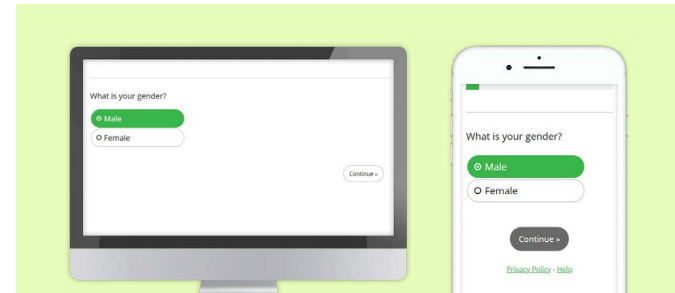 What is your gender?
Male
Female
Continue »
What is your gender?
Male
Female
Continue »
Privacy Policy - Help